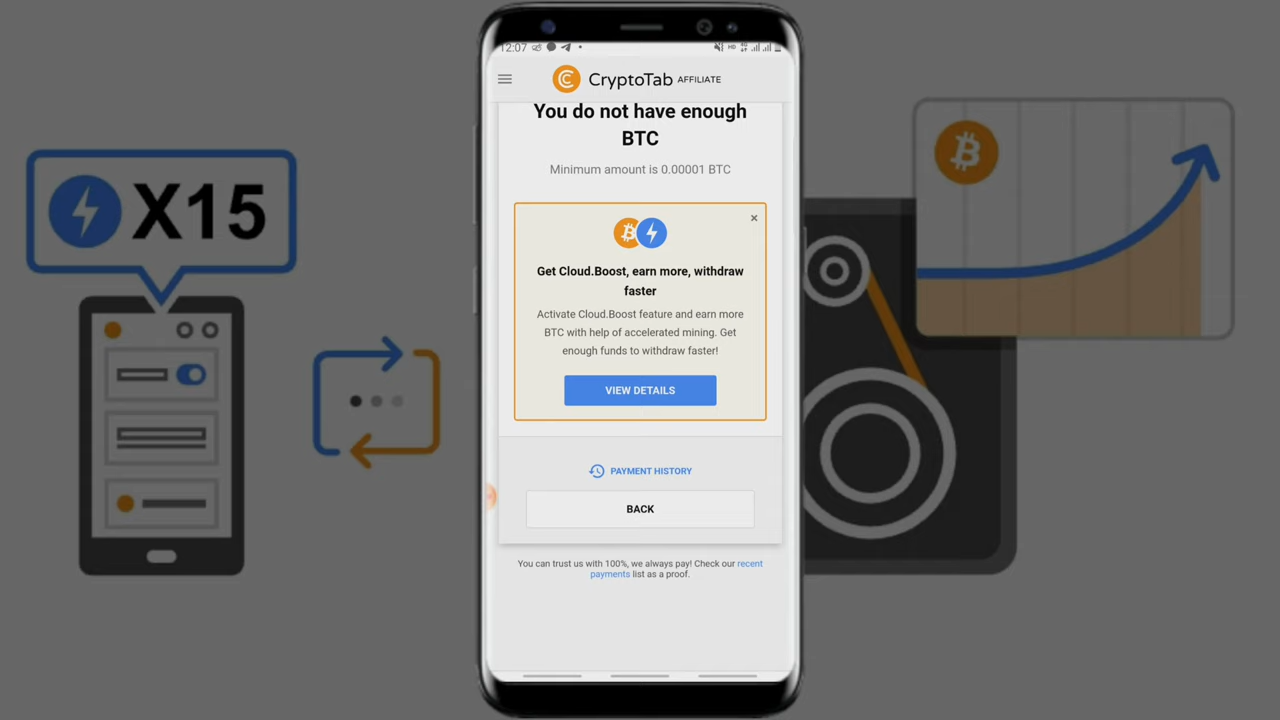 X15
12:07
HD
CryptoTab AFFILIATE
You do not have enough
BTC
Minimum amount is 0.00001 BTC
×
Get Cloud.Boost, earn more, withdraw
faster
Activate Cloud.Boost feature and earn more
BTC with help of accelerated mining. Get
enough funds to withdraw faster!
VIEW DETAILS
PAYMENT HISTORY
BACK
You can trust us with 100%, we always pay! Check our recent
payments list as a proof.